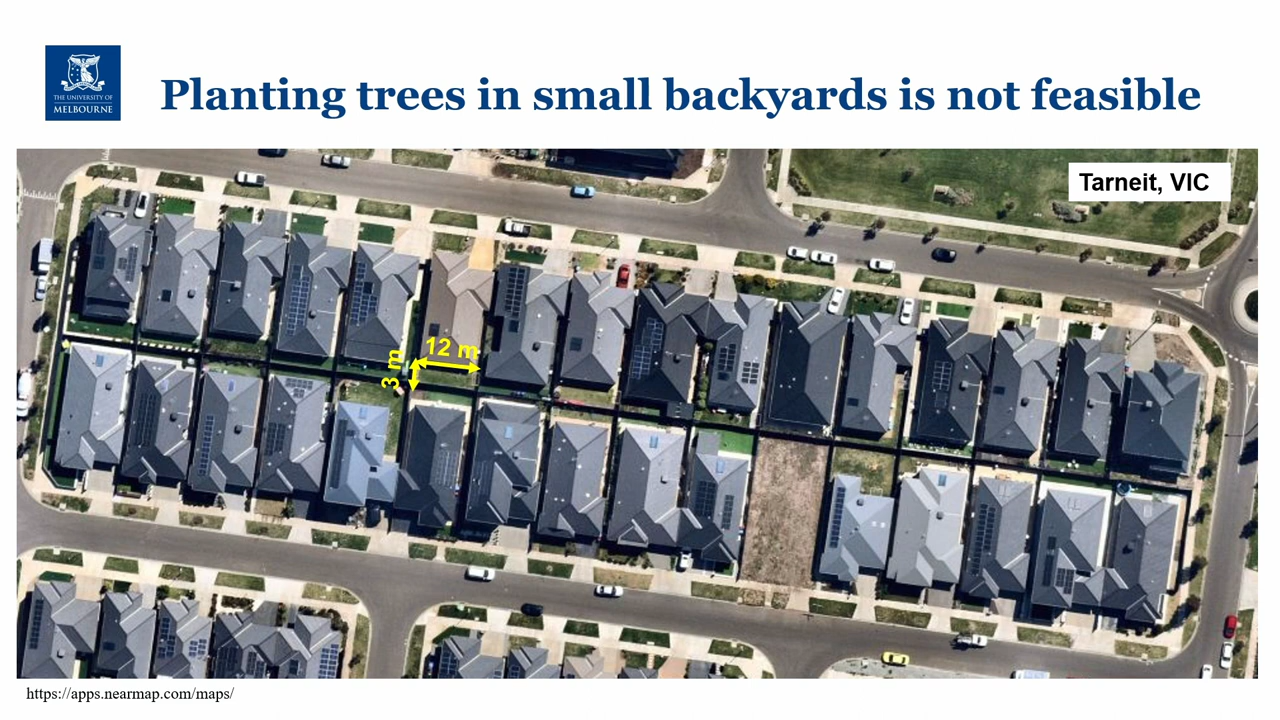 THE UNIVERSITY OF
MELBOURNE
Planting trees in small backyards is not feasible
Tarneit, VIC
12 m
3 m
https://apps.nearmap.com/maps/